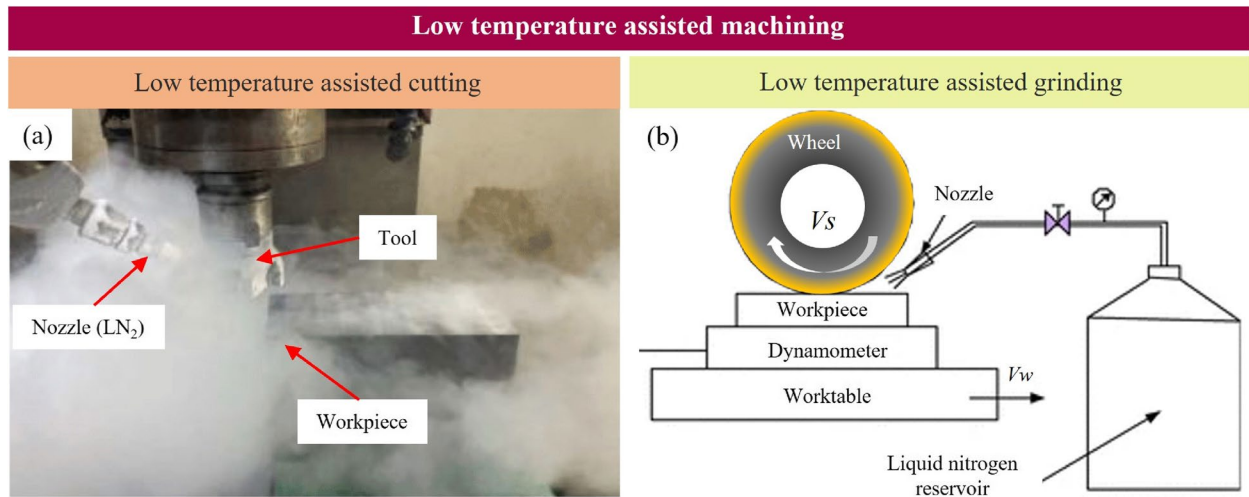 Low temperature assisted machining
Low temperature assisted cutting
(a)
Tool
Nozzle (LN₂)
Workpiece
Low temperature assisted grinding
(b)
Wheel
Nozzle
Vs
Workpiece
Dynamometer
Vw
Worktable
Liquid nitrogen
reservoir